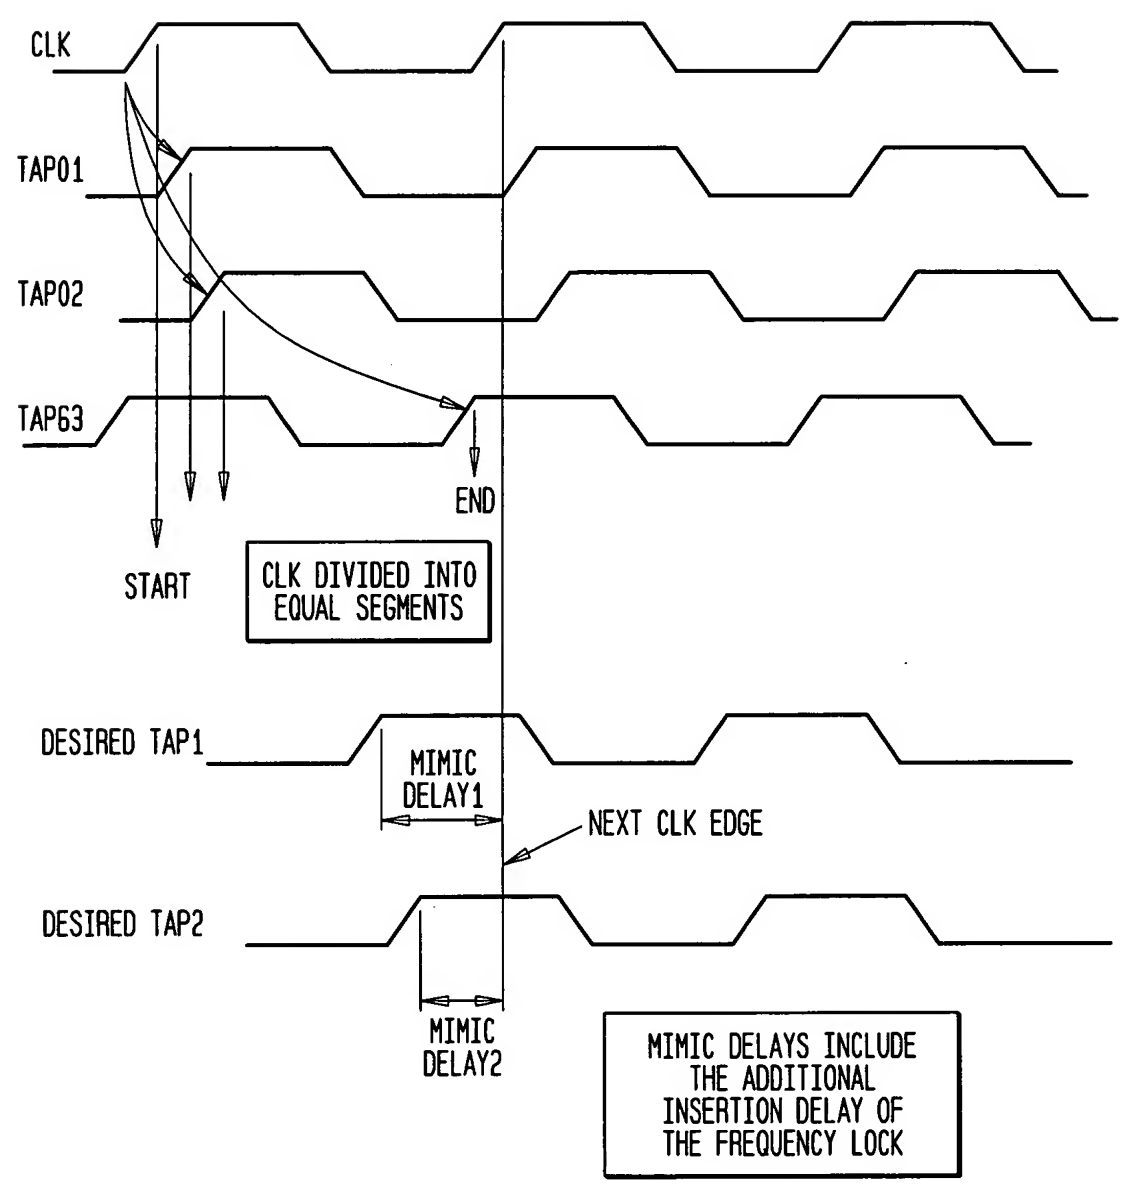 CLK
TAP01
TAP02
TAP63
END
START
CLK DIVIDED INTO
EQUAL SEGMENTS
DESIRED TAP1
MIMIC
DELAY1
NEXT CLK EDGE
DESIRED TAP2
MIMIC
DELAY2
MIMIC DELAYS INCLUDE
THE ADDITIONAL
INSERTION DELAY OF
THE FREQUENCY LOCK